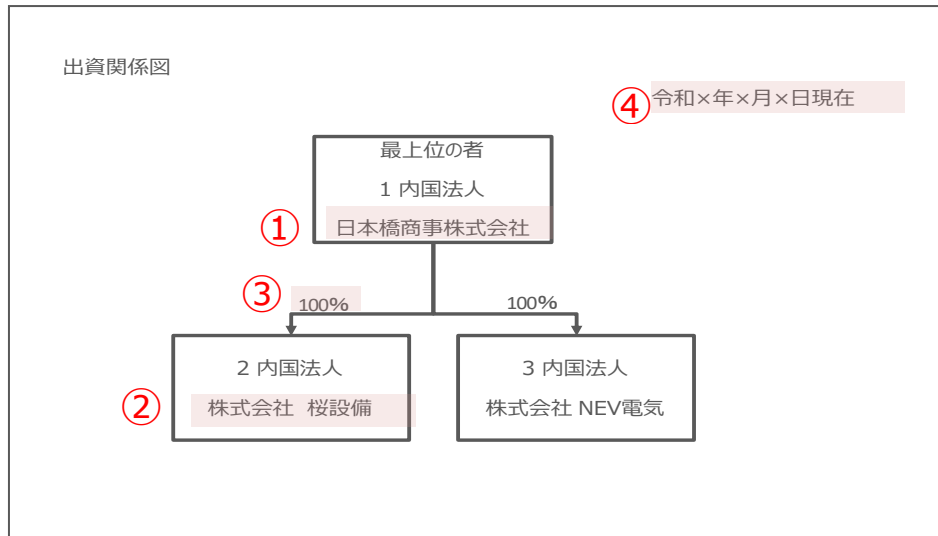 出資関係図
④ 令和×年×月×日現在
最上位の者
1 内国法人
① 日本橋商事株式会社
③ 100%
100%
2 内国法人
② 株式会社 桜設備
3 内国法人
株式会社 NEV電気